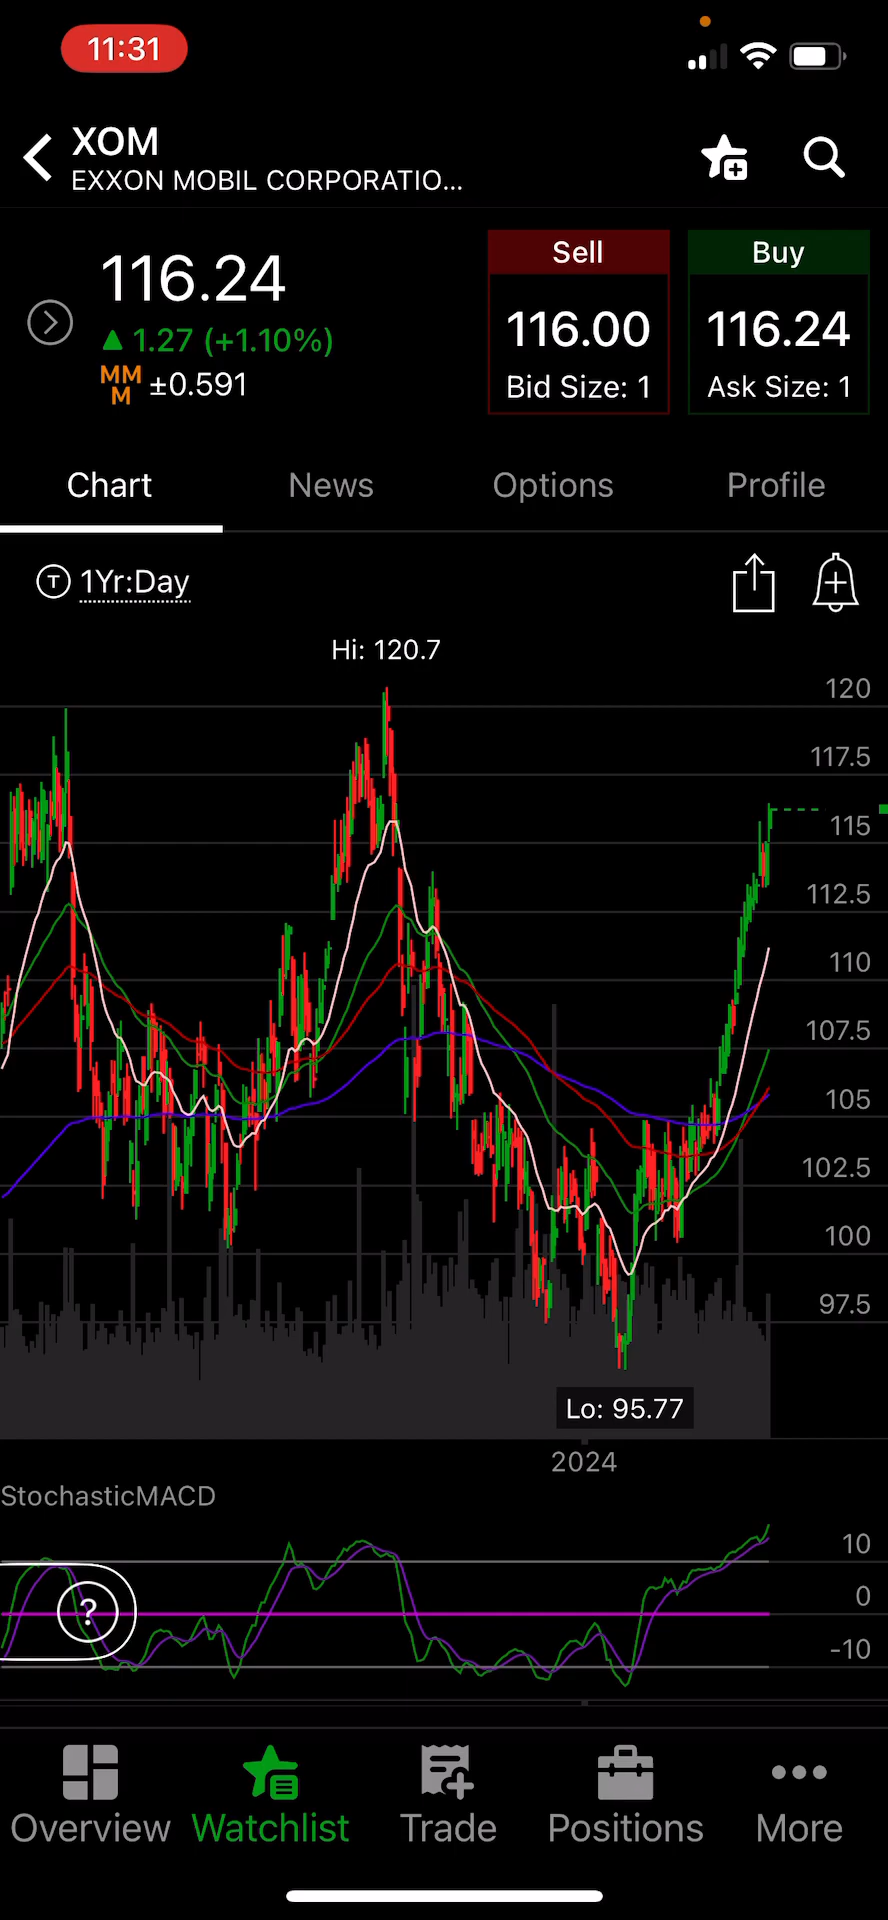 11:31
XOM
EXXON MOBIL CORPORATIO...
116.24
1.27 (+1.10%)
MM
M
±0.591
Sell
116.00
Bid Size: 1
Buy
116.24
Ask Size: 1
Chart
News
Options
Profile
T
1Yr:Day
Hi: 120.7
120
117.5
115
112.5
110
107.5
105
102.5
100
97.5
Lo: 95.77
2024
StochasticMACD
10
0
-10
?
Overview
Watchlist
Trade
Positions
More